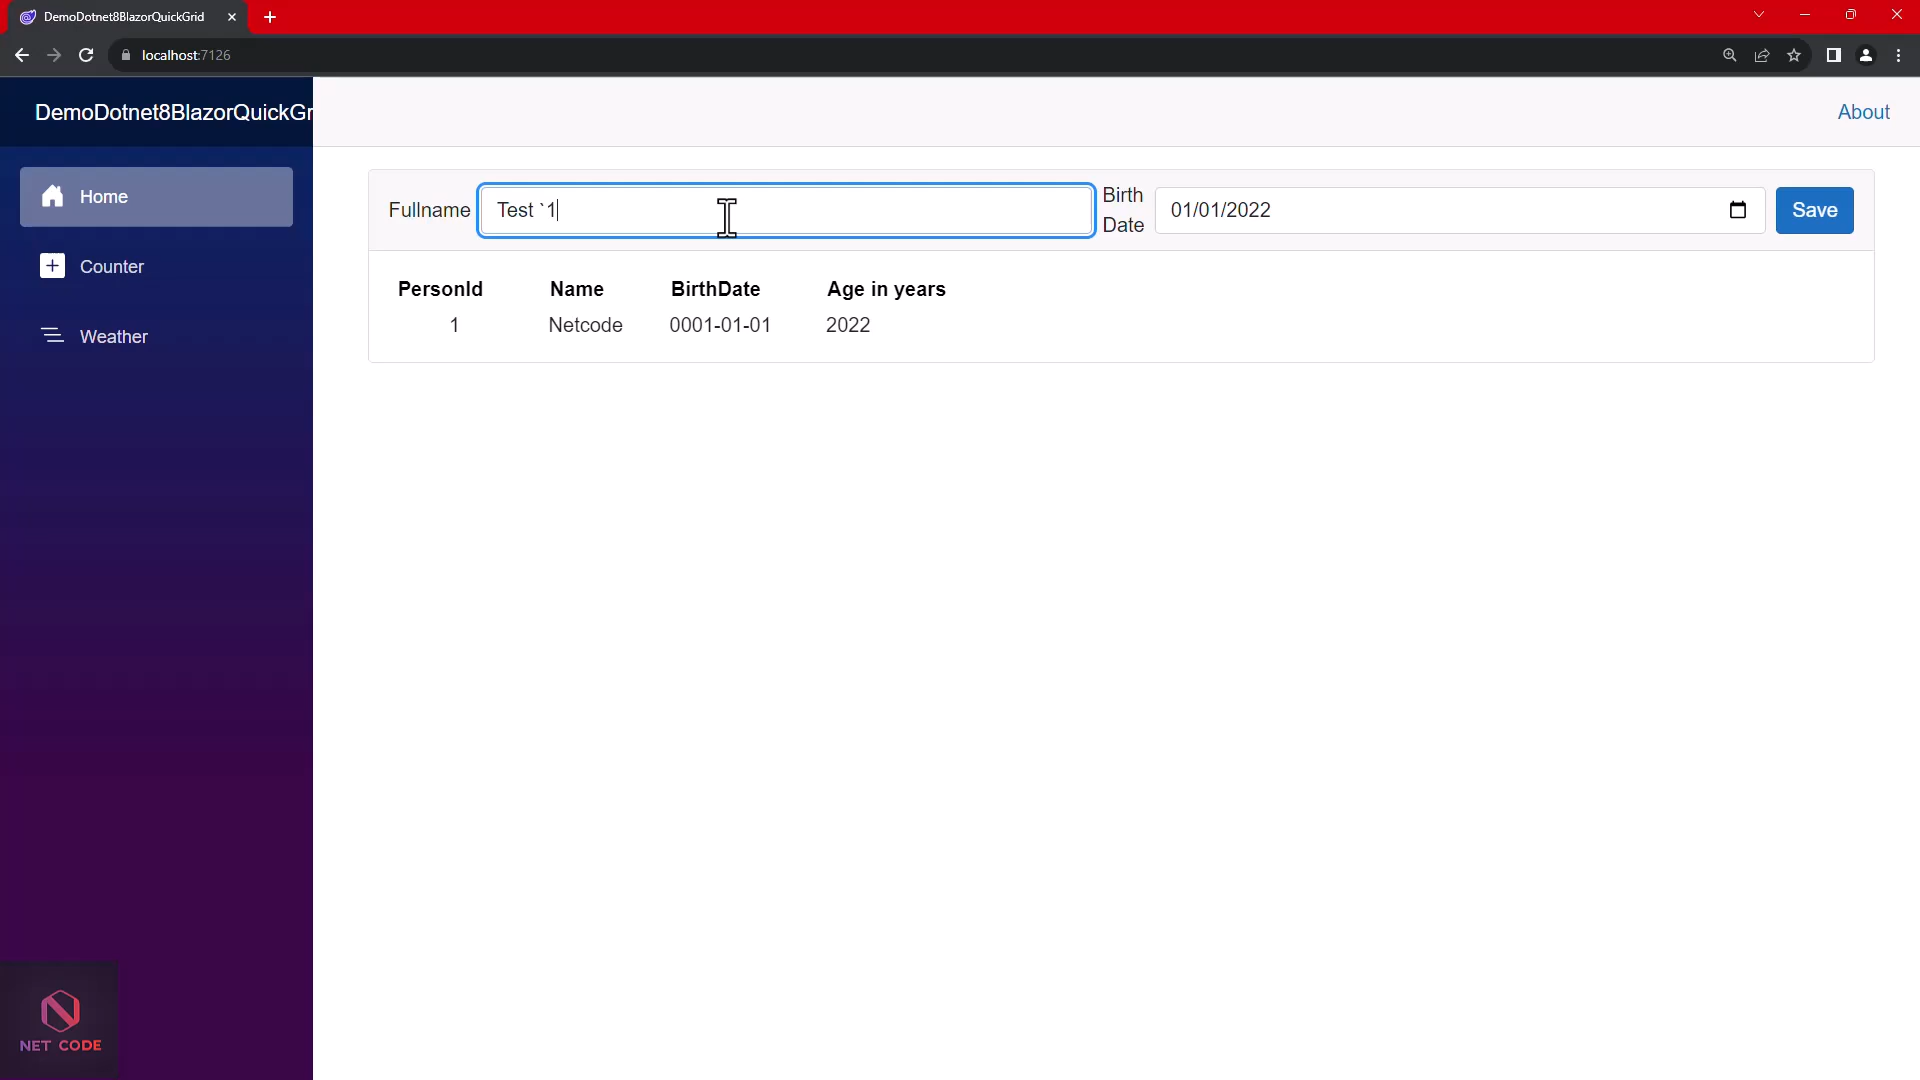 DemoDotnet8BlazorQuickGrid
localhost:7126
DemoDotnet8BlazorQuickGr
About
Home
Counter
Weather
Fullname Test `1 Birth Date 01/01/2022 Save
PersonId Name BirthDate Age in years
1 Netcode 0001-01-01 2022
NET CODE